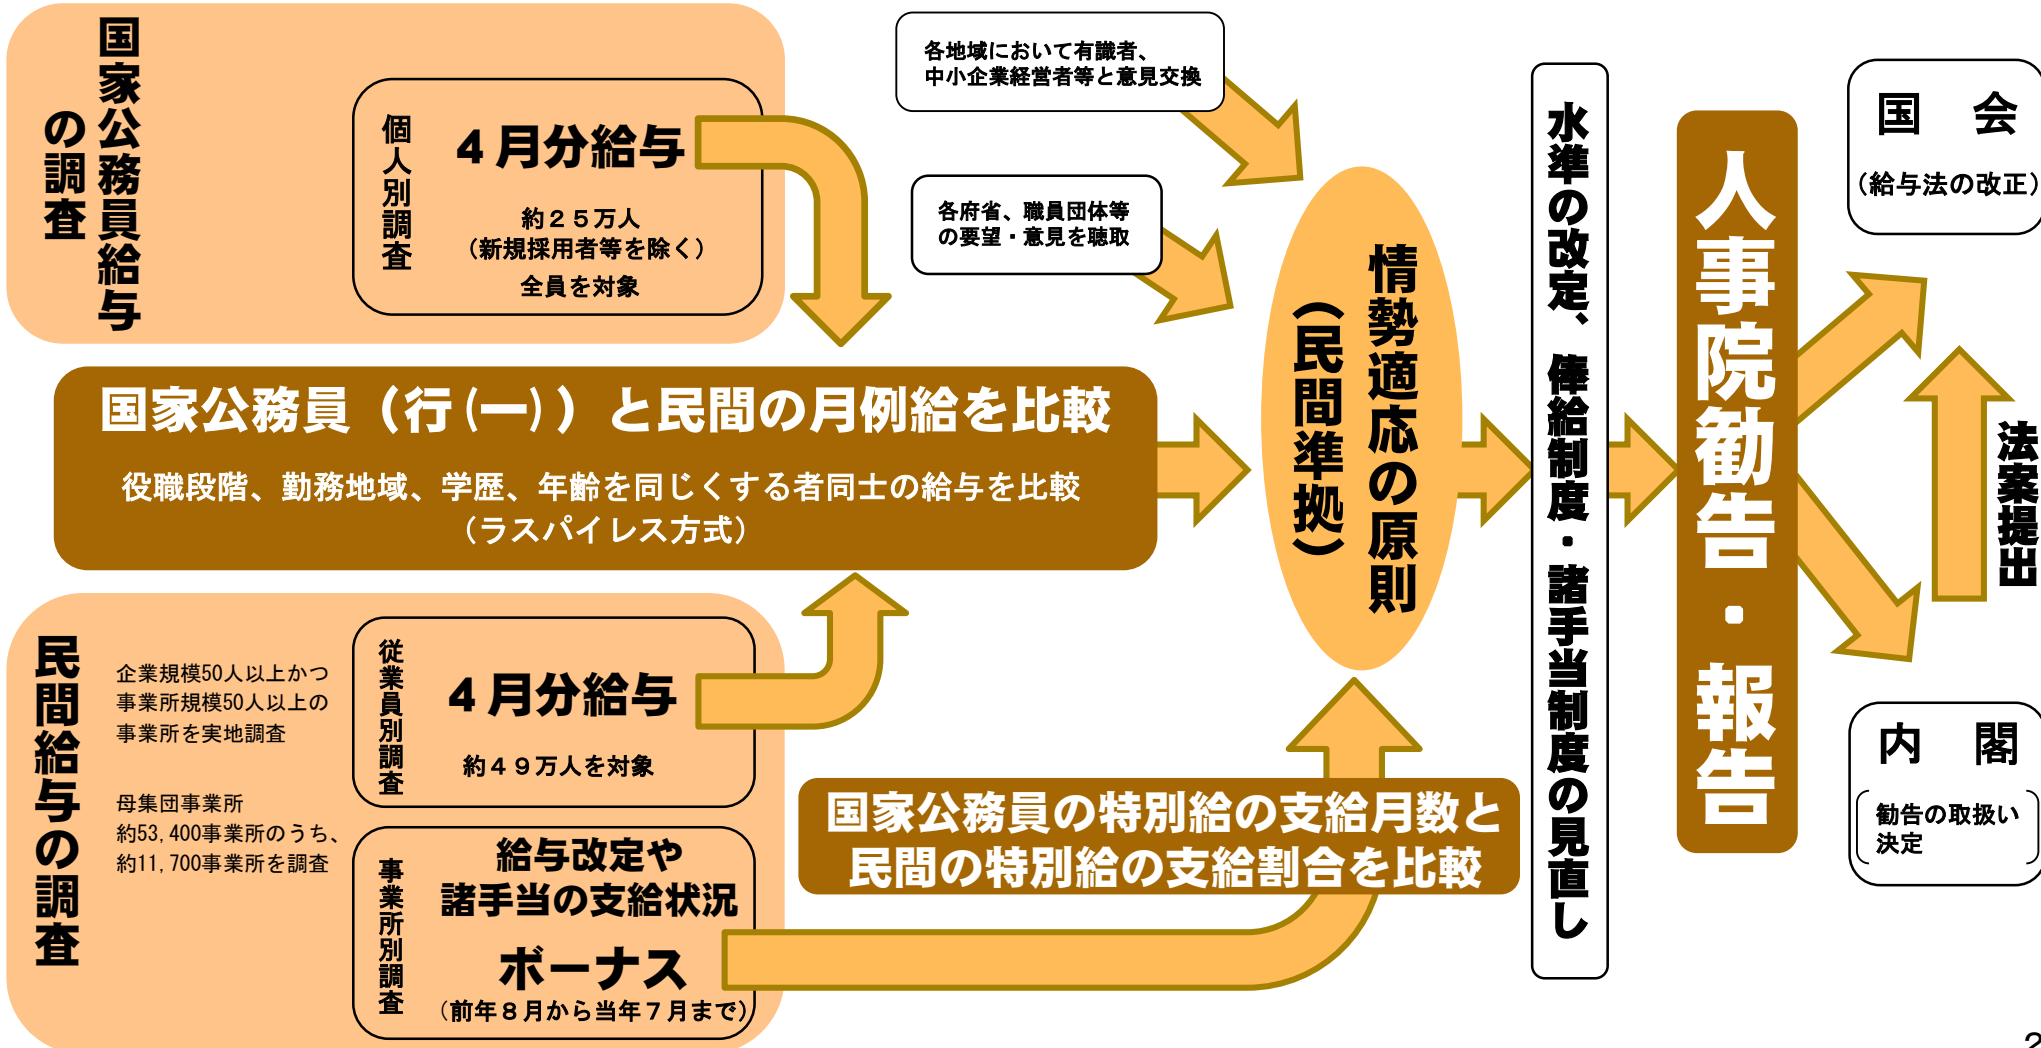 国家公務員給与
の調査
個人別調査
４月分給与
約２５万人
（新規採用者等を除く）
全員を対象
各地域において有識者、
中小企業経営者等と意見交換
各府省、職員団体等
の要望・意見を聴取
国家公務員（行(一)）と民間の月例給を比較
役職段階、勤務地域、学歴、年齢を同じくする者同士の給与を比較
（ラスパイレス方式）
民間給与の調査
企業規模50人以上かつ
事業所規模50人以上の
事業所を実地調査
母集団事業所
約53,400事業所のうち、
約11,700事業所を調査
従業員別調査
４月分給与
約４９万人を対象
事業所別調査
給与改定や
諸手当の支給状況
ボーナス
（前年８月から当年７月まで）
国家公務員の特別給の支給月数と
民間の特別給の支給割合を比較
情勢適応の原則
（民間準拠）
水準の改定、俸給制度・諸手当制度の見直し
人事院勧告・報告
国　会
（給与法の改正）
法案提出
内　閣
勧告の取扱い
決定
2